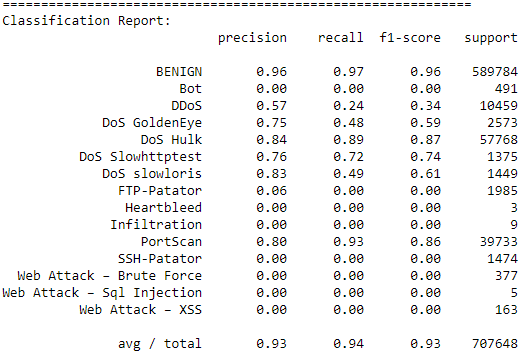 ==============================================================
Classification Report:
precision recall f1-score support
BENIGN 0.96 0.97 0.96 589784
Bot 0.00 0.00 0.00 491
DDoS 0.57 0.24 0.34 10459
DoS GoldenEye 0.75 0.48 0.59 2573
DoS Hulk 0.84 0.89 0.87 57768
DoS Slowhttptest 0.76 0.72 0.74 1375
DoS slowloris 0.83 0.49 0.61 1449
FTP-Patator 0.06 0.00 0.00 1985
Heartbleed 0.00 0.00 0.00 3
Infiltration 0.00 0.00 0.00 9
PortScan 0.80 0.93 0.86 39733
SSH-Patator 0.00 0.00 0.00 1474
Web Attack – Brute Force 0.00 0.00 0.00 377
Web Attack – Sql Injection 0.00 0.00 0.00 5
Web Attack – XSS 0.00 0.00 0.00 163
avg / total 0.93 0.94 0.93 707648